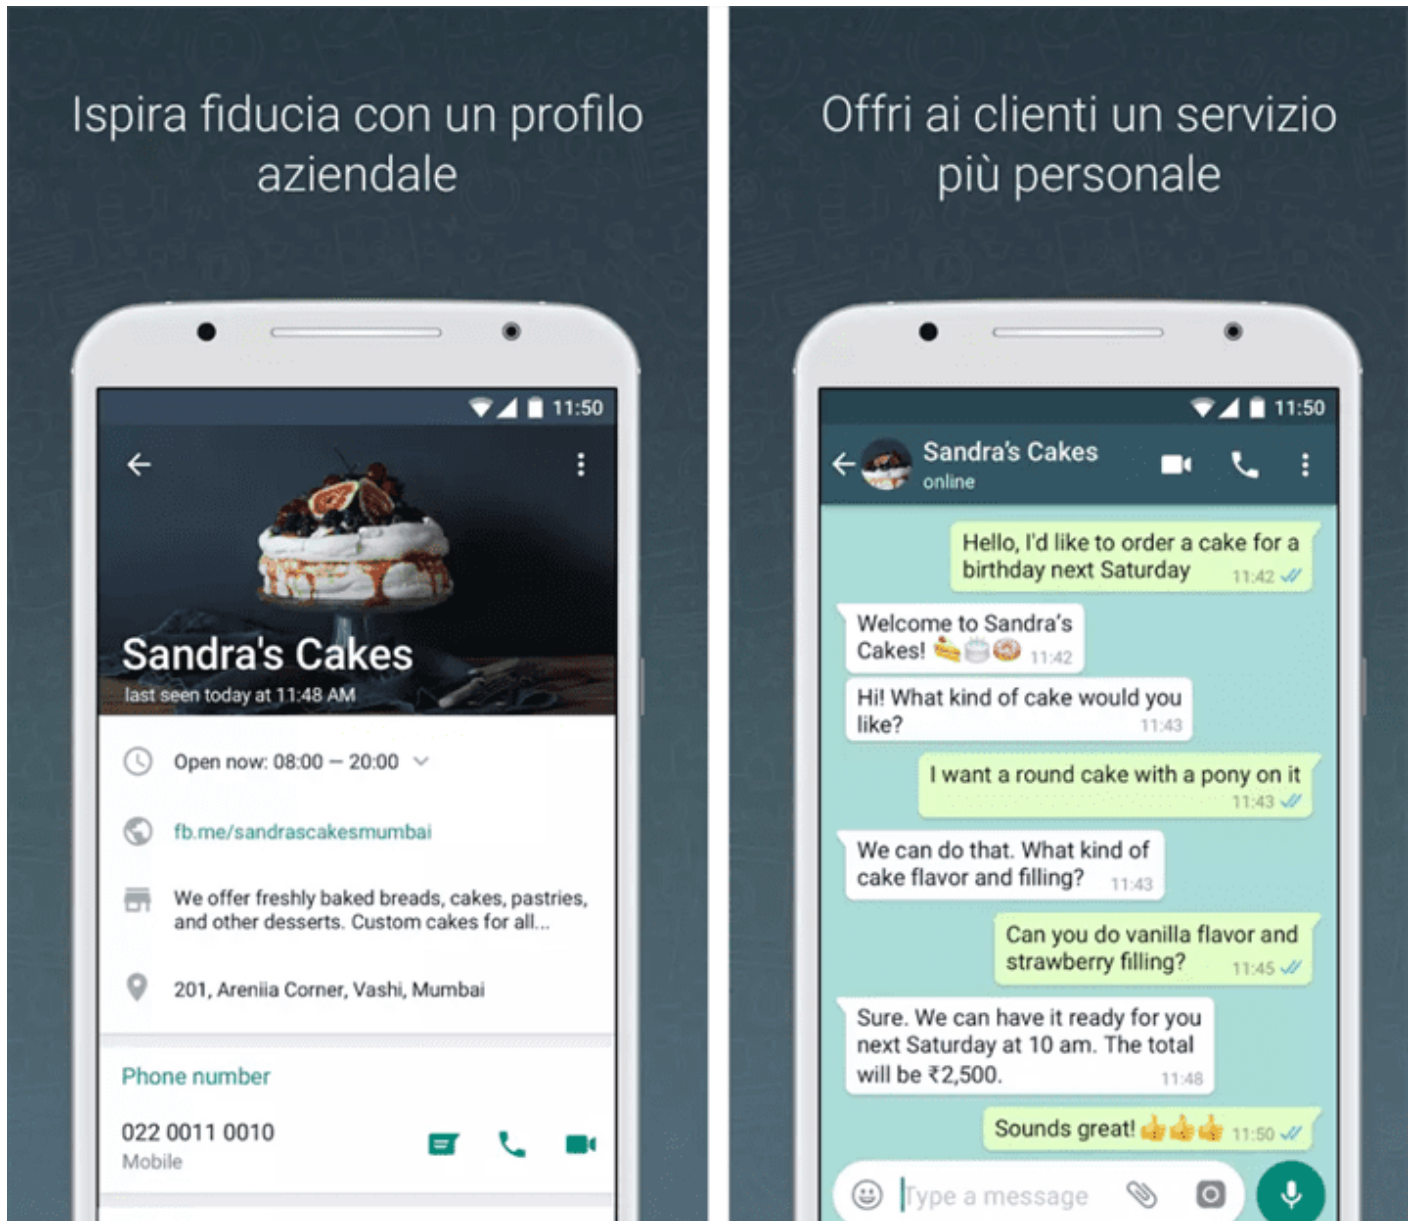 Ispira fiducia con un profilo
aziendale
11:50
Sandra's Cakes
last seen today at 11:48 AM
Open now: 08:00 – 20:00
fb.me/sandrascakesmumbai
We offer freshly baked breads, cakes, pastries,
and other desserts. Custom cakes for all...
201, Areniia Corner, Vashi, Mumbai
Phone number
022 0011 0010
Mobile
Offri ai clienti un servizio
più personale
11:50
Sandra's Cakes
online
Hello, I'd like to order a cake for a
birthday next Saturday 11:42
Welcome to Sandra's
Cakes! 🍰🎂🍩 11:42
Hi! What kind of cake would you
like? 11:43
I want a round cake with a pony on it
11:43
We can do that. What kind of
cake flavor and filling? 11:43
Can you do vanilla flavor and
strawberry filling? 11:45
Sure. We can have it ready for you
next Saturday at 10 am. The total
will be ₹2,500. 11:48
Sounds great! 👍👍👍 11:50
Type a message